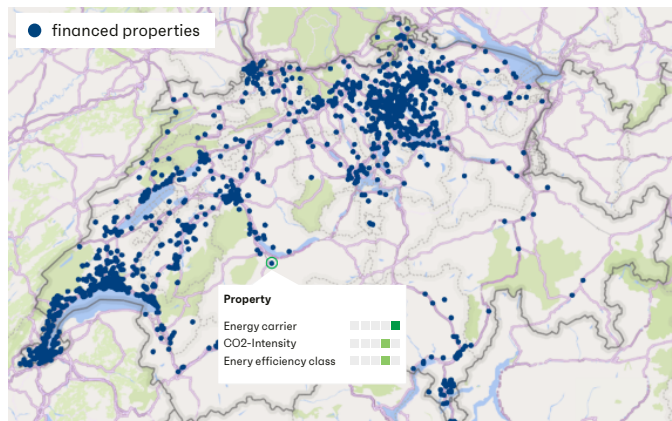 financed properties
Property
Energy carrier
CO2-Intensity
Enery efficiency class